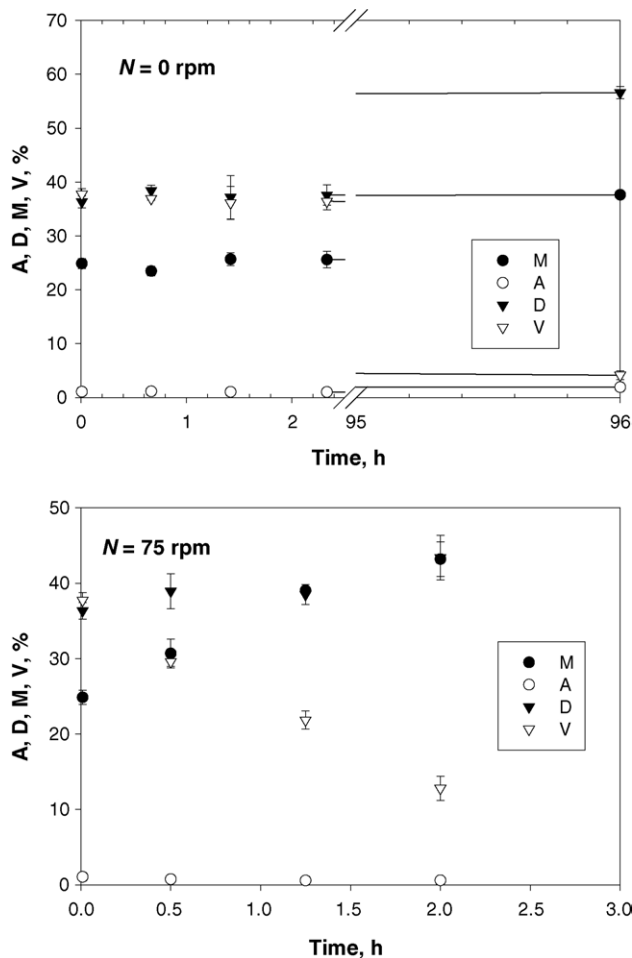 70
60
50
40
30
20
10
0
A, D, M, V, %
N = 0 rpm
M
A
D
V
0 1 2 95 96
Time, h
50
40
30
20
10
0
A, D, M, V, %
N = 75 rpm
M
A
D
V
0.0 0.5 1.0 1.5 2.0 2.5 3.0
Time, h